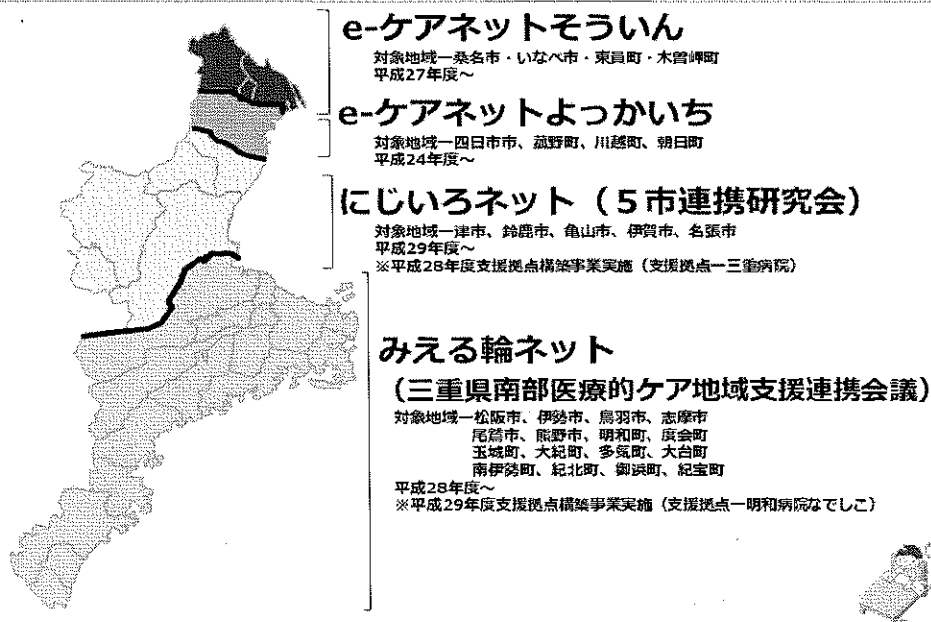 e-ケアネットそういん
対象地域ー桑名市・いなべ市・東員町・木曽岬町
平成27年度～
e-ケアネットよっかいち
対象地域ー四日市市、菰野町、川越町、朝日町
平成24年度～
にじいろネット（５市連携研究会）
対象地域ー津市、鈴鹿市、亀山市、伊賀市、名張市
平成29年度～
※平成28年度支援拠点構築事業実施（支援拠点ー三重病院）
みえる輪ネット
（三重県南部医療的ケア地域支援連携会議）
対象地域ー松阪市、伊勢市、鳥羽市、志摩市
尾鷲市、熊野市、明和町、度会町
玉城町、大紀町、多気町、大台町
南伊勢町、紀北町、御浜町、紀宝町
平成28年度～
※平成29年度支援拠点構築事業実施（支援拠点ー明和病院なでしこ）